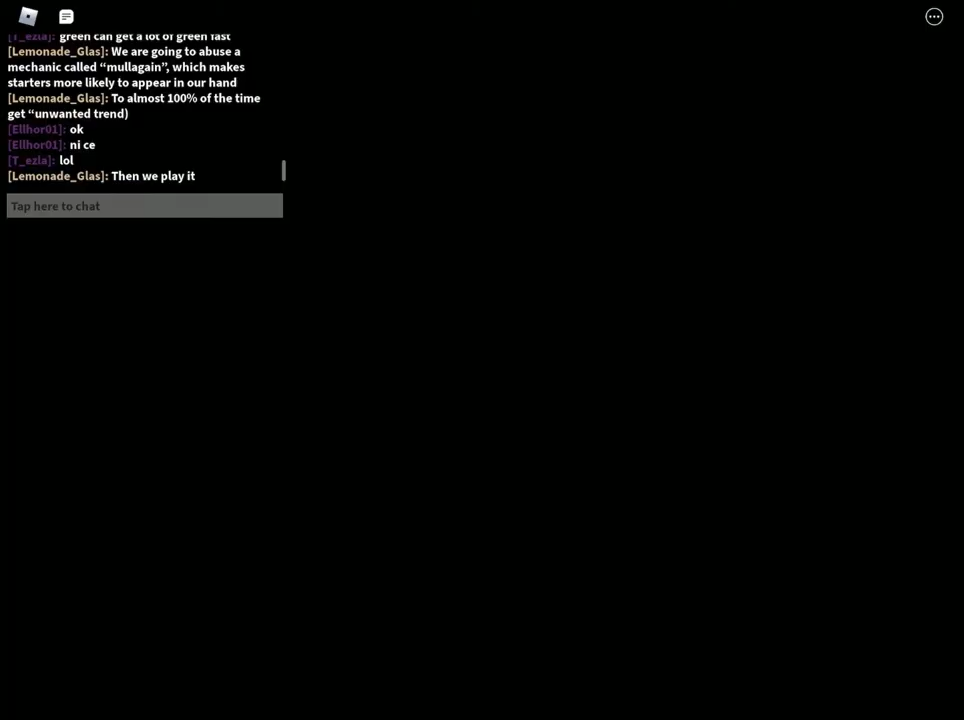 [T_ezla]: green can get a lot of green fast
[Lemonade_Glas]: We are going to abuse a
mechanic called “mullagain”, which makes
starters more likely to appear in our hand
[Lemonade_Glas]: To almost 100% of the time
get “unwanted trend)
[Ellhor01]: ok
[Ellhor01]: ni ce
[T_ezla]: lol
[Lemonade_Glas]: Then we play it
Tap here to chat